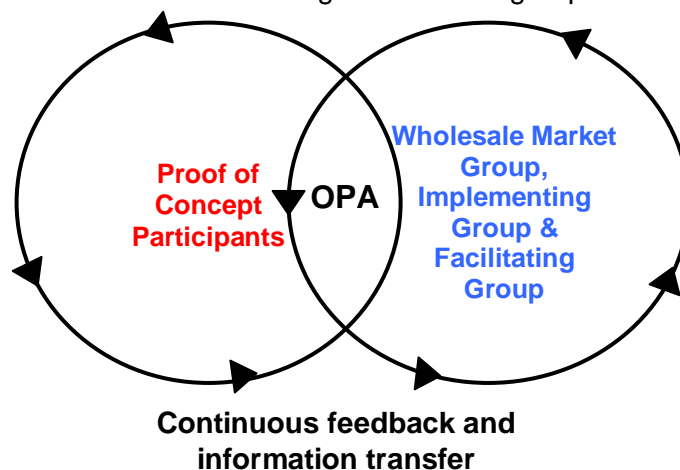 Proof of
Concept
Participants
OPA
Wholesale Market
Group,
Implementing
Group &
Facilitating
Group
Continuous feedback and
information transfer